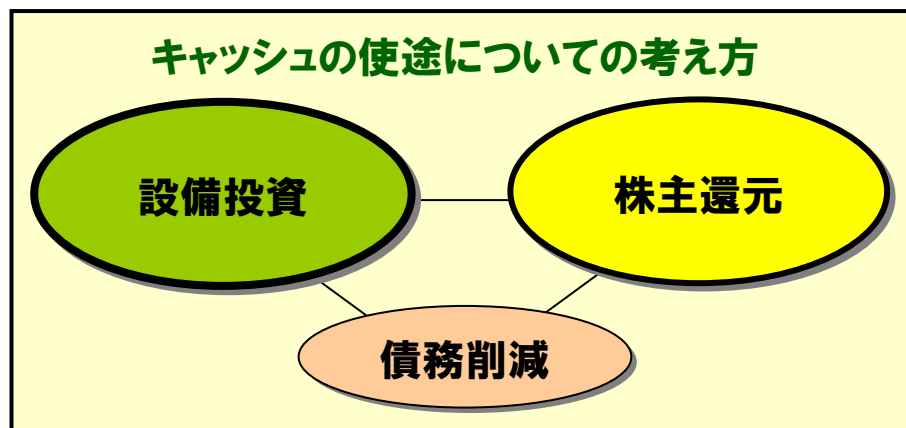 キャッシュの使途についての考え方
設備投資
株主還元
債務削減